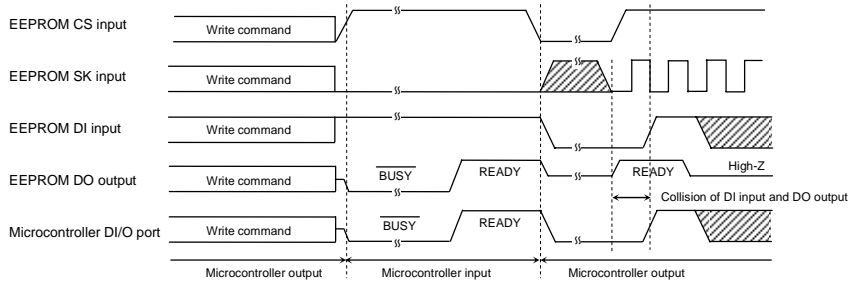 EEPROM CS input
Write command
EEPROM SK input
Write command
EEPROM DI input
Write command
EEPROM DO output
Write command
BUSY
READY
READY
High-Z
Collision of DI input and DO output
Microcontroller DI/O port
Write command
BUSY
READY
Microcontroller output
Microcontroller input
Microcontroller output